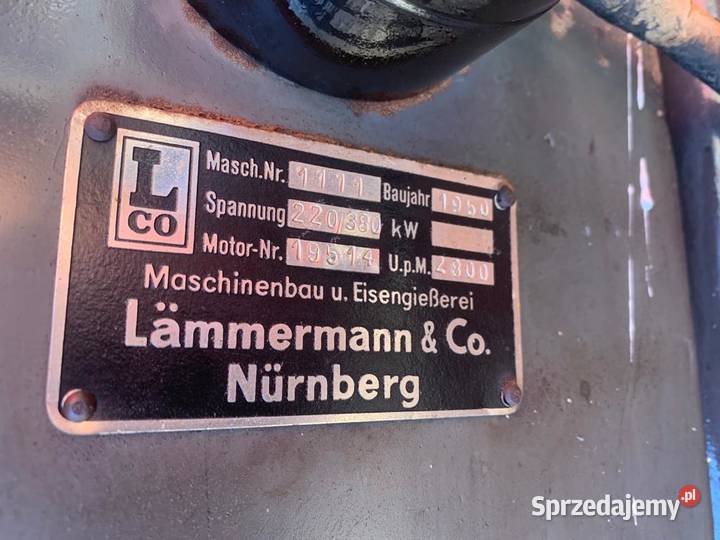 L
CO
Masch.Nr. 1111 Baujahr 1950
Spannung 220/380 kW
Motor-Nr. 19514 U.p.M. 2800
Maschinenbau u. Eisengießerei
Lämmermann & Co.
Nürnberg
Sprzedajemy.pl